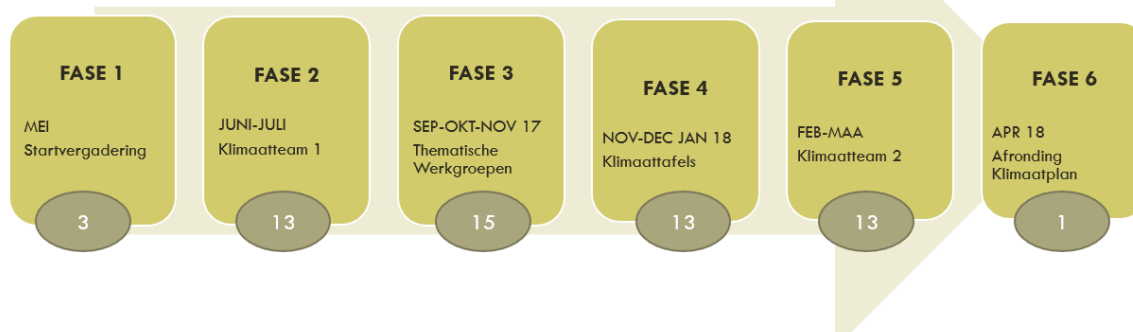 FASE 1
MEI
Startvergadering
3
FASE 2
JUNI-JULI
Klimaatteam 1
13
FASE 3
SEP-OKT-NOV 17
Thematische
Werkgroepen
15
FASE 4
NOV-DEC JAN 18
Klimaattafels
13
FASE 5
FEB-MAA
Klimaatteam 2
13
FASE 6
APR 18
Afronding
Klimaatplan
1